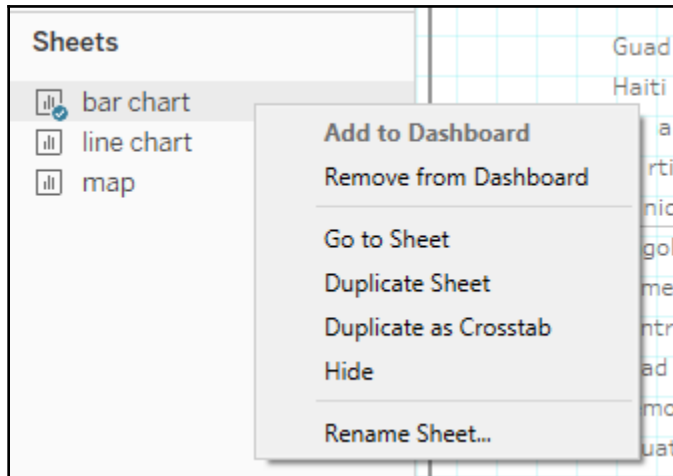 Sheets
bar chart
line chart
map
Add to Dashboard
Remove from Dashboard
Go to Sheet
Duplicate Sheet
Duplicate as Crosstab
Hide
Rename Sheet...
Haiti